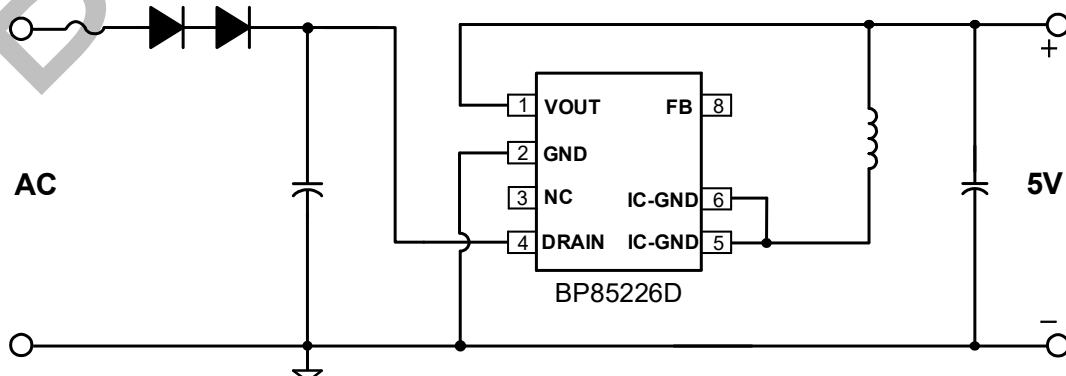 +
1 VOUT FB 8
2 GND
AC
3 NC IC-GND 6
5V
4 DRAIN IC-GND 5
BP85226D
–